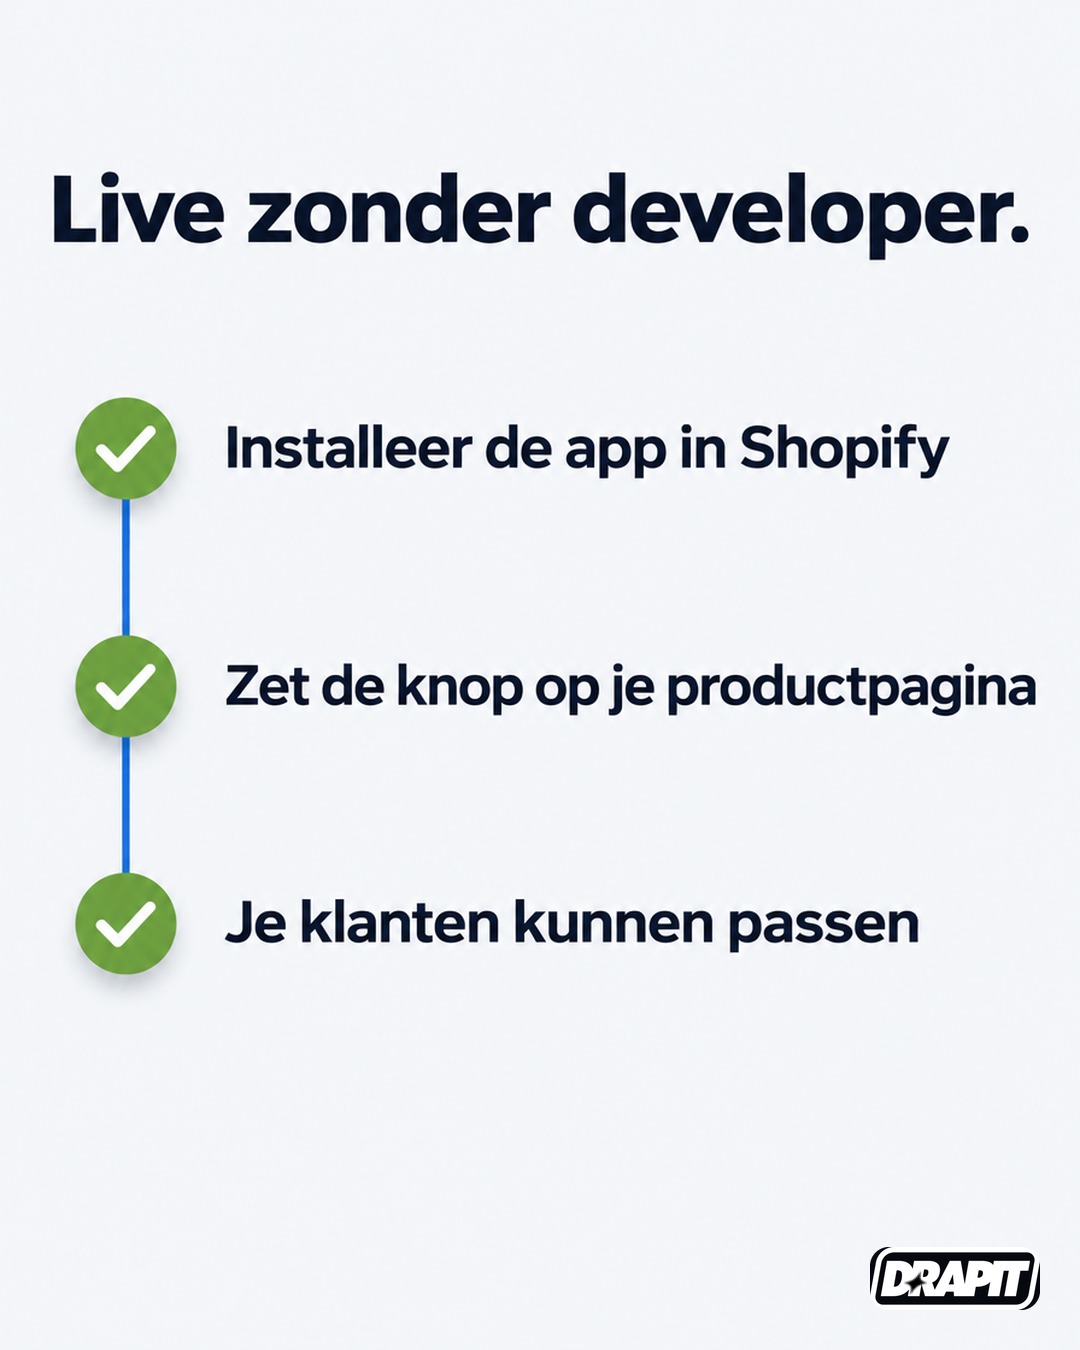 Live zonder developer.
Installeer de app in Shopify
Zet de knop op je productpagina
Je klanten kunnen passen
DRAPIT